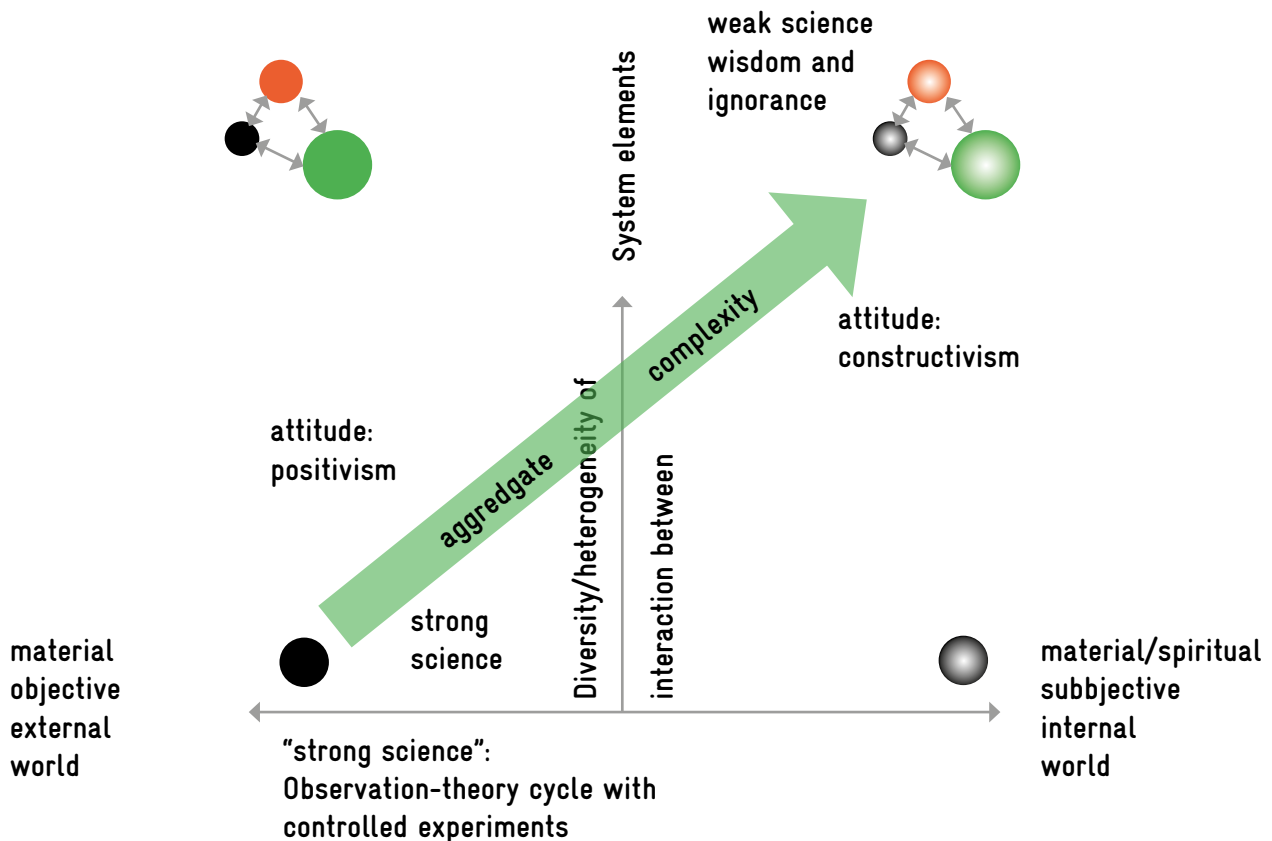 weak science
wisdom and
ignorance
Diversity/heterogeneity of System elements
interaction between
attitude:
constructivism
aggredgate complexity
attitude:
positivism
strong
science
material
objective
external
world
material/spiritual
subbjective
internal
world
“strong science”:
Observation-theory cycle with
controlled experiments